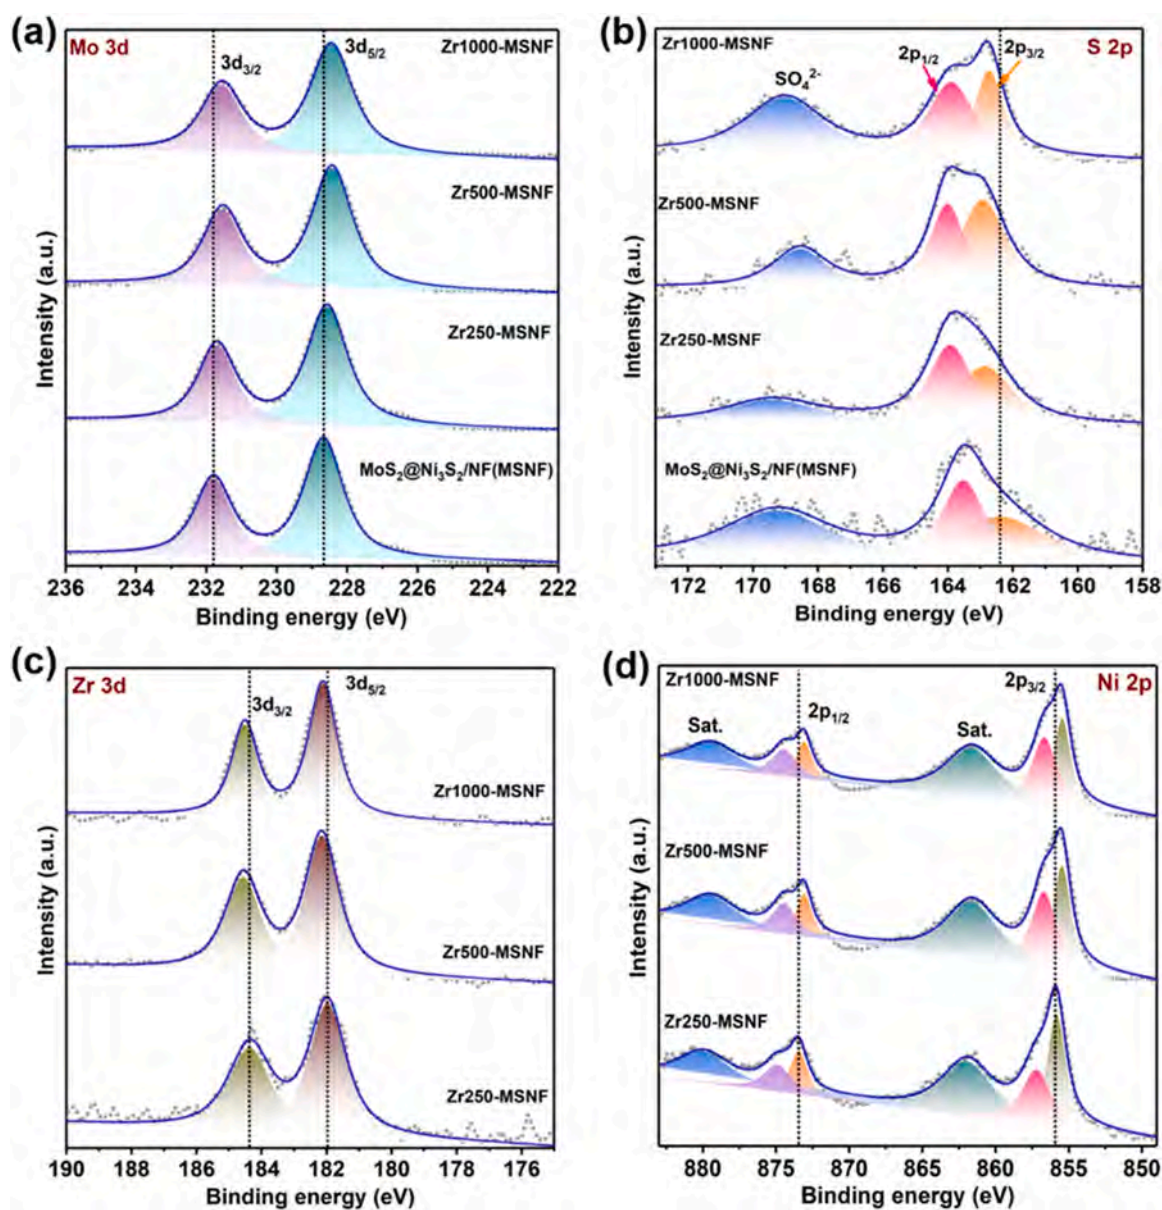 (a)
Mo 3d
3d3/2
3d5/2
Zr1000-MSNF
Zr500-MSNF
Zr250-MSNF
MoS2@Ni3S2/NF(MSNF)
Intensity (a.u.)
236 234 232 230 228 226 224 222
Binding energy (eV)
(b)
Zr1000-MSNF
S 2p
2p1/2
2p3/2
SO4^2-
Zr500-MSNF
Zr250-MSNF
MoS2@Ni3S2/NF(MSNF)
Intensity (a.u.)
172 170 168 166 164 162 160 158
Binding energy (eV)
(c)
Zr 3d
3d3/2
3d5/2
Zr1000-MSNF
Zr500-MSNF
Zr250-MSNF
Intensity (a.u.)
190 188 186 184 182 180 178 176
Binding energy (eV)
(d)
Zr1000-MSNF
2p3/2
Ni 2p
2p1/2
Sat.
Sat.
Zr500-MSNF
Zr250-MSNF
Intensity (a.u.)
880 875 870 865 860 855 850
Binding energy (eV)